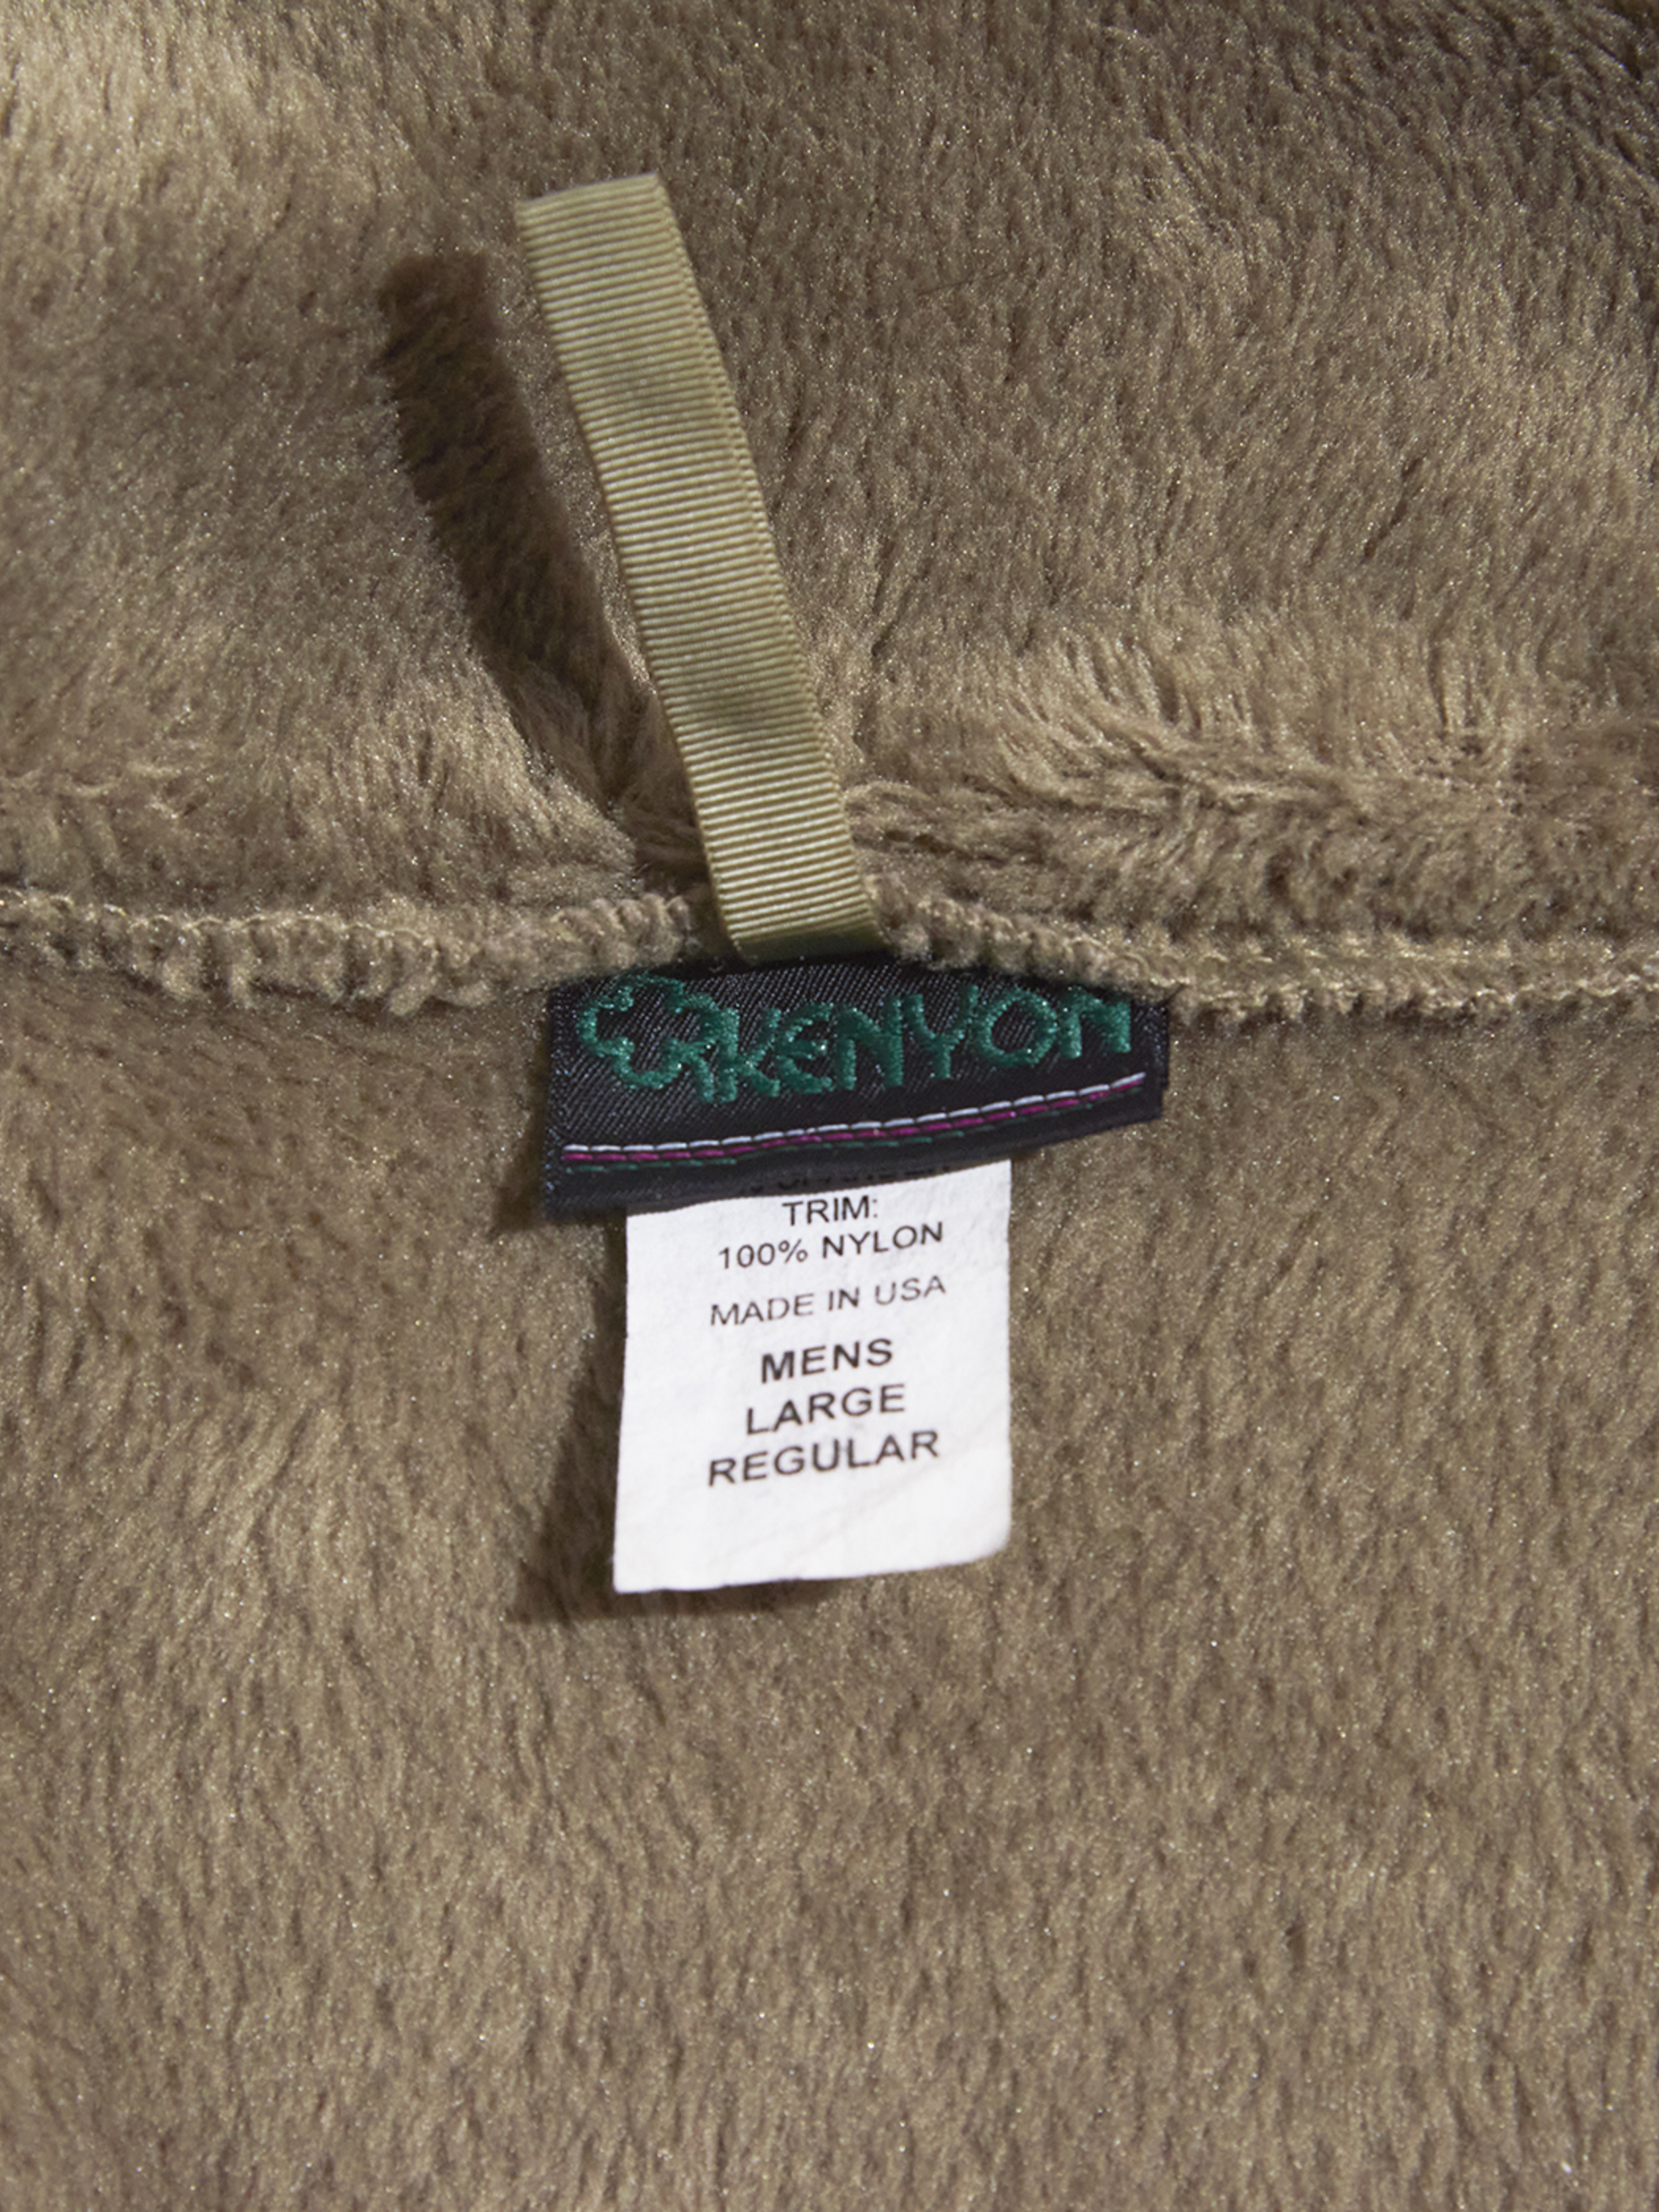 KENYON
TRIM:
100% NYLON
MADE IN USA
MENS
LARGE
REGULAR